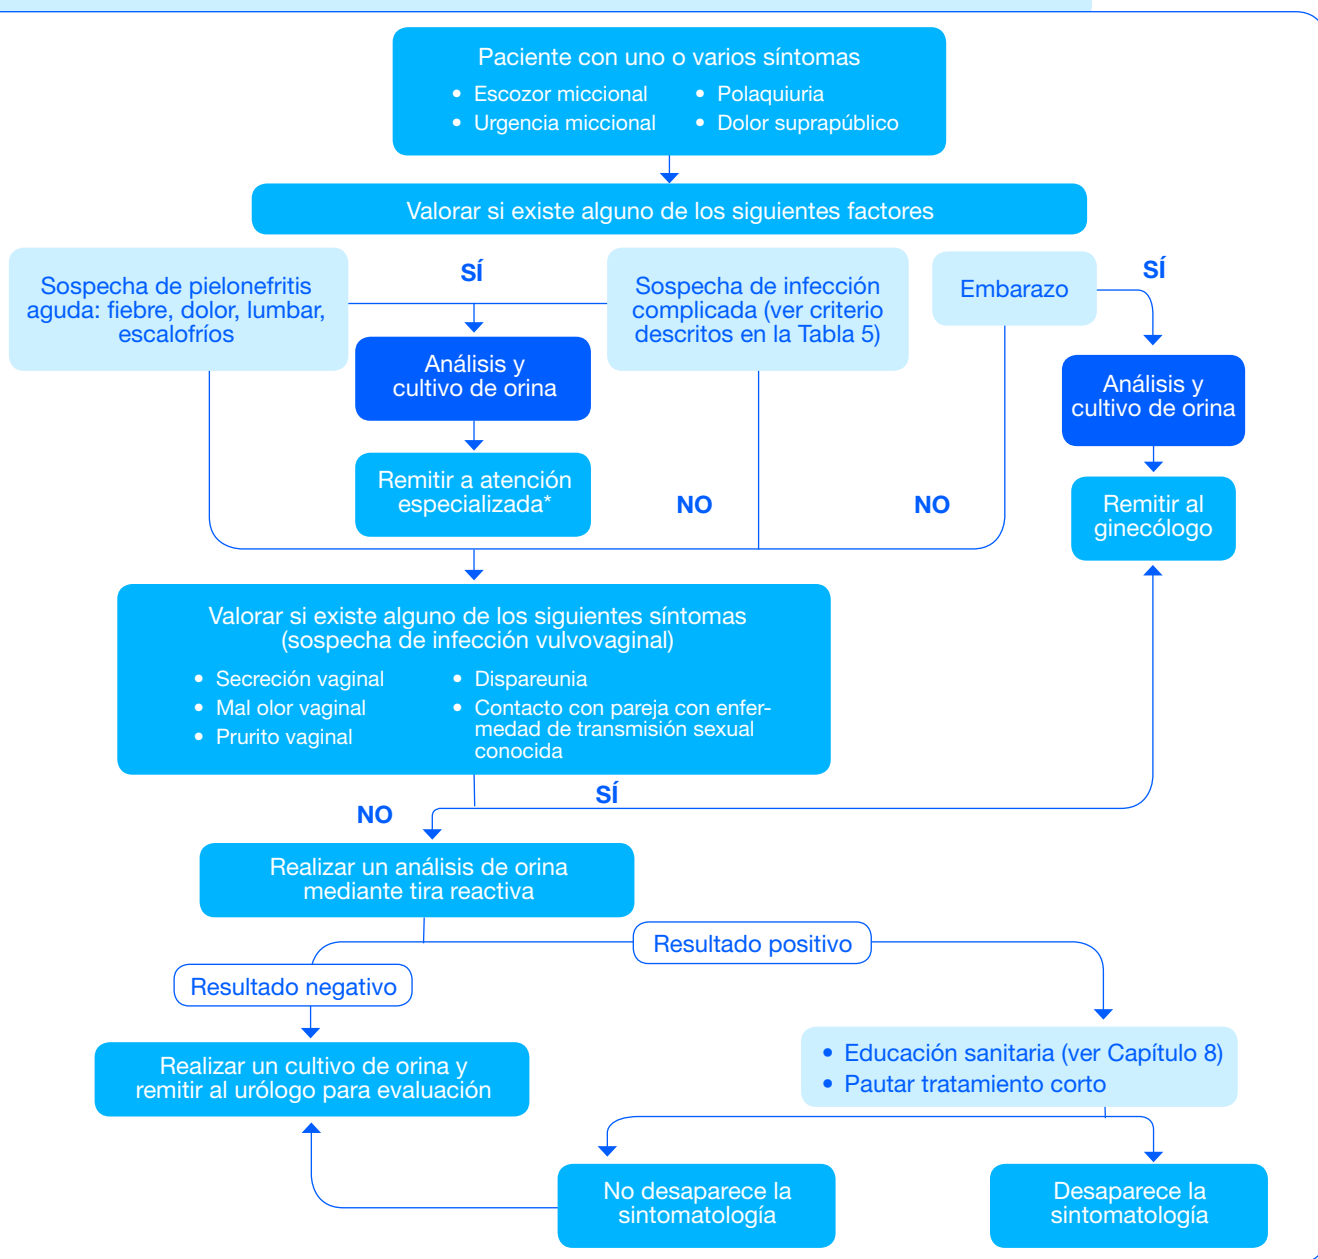 Paciente con uno o varios síntomas
• Escozor miccional
• Urgencia miccional
• Polaquiuria
• Dolor suprapúblico
Valorar si existe alguno de los siguientes factores
Sospecha de pielonefritis
aguda: fiebre, dolor, lumbar,
escalofríos
SÍ
Sospecha de infección
complicada (ver criterio
descritos en la Tabla 5)
Embarazo
SÍ
Análisis y
cultivo de orina
Análisis y
cultivo de orina
Remitir a atención
especializada*
NO
NO
Remitir al
ginecólogo
Valorar si existe alguno de los siguientes síntomas
(sospecha de infección vulvovaginal)
• Secreción vaginal
• Mal olor vaginal
• Prurito vaginal
• Dispareunia
• Contacto con pareja con enfer-
medad de transmisión sexual
conocida
NO
SÍ
Realizar un análisis de orina
mediante tira reactiva
Resultado positivo
Resultado negativo
Realizar un cultivo de orina y
remitir al urólogo para evaluación
• Educación sanitaria (ver Capítulo 8)
• Pautar tratamiento corto
No desaparece la
sintomatología
Desaparece la
sintomatología